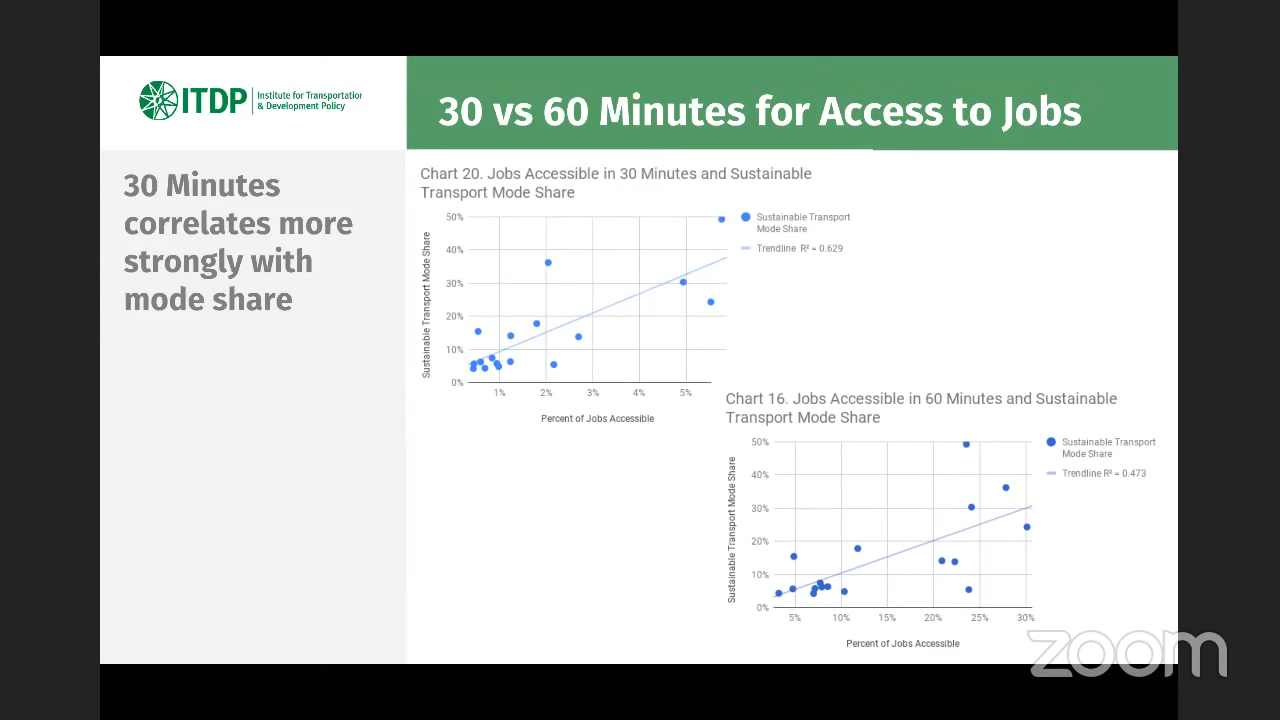 ITDP
Institute for Transportation
& Development Policy
30 vs 60 Minutes for Access to Jobs
30 Minutes
correlates more
strongly with
mode share
Chart 20. Jobs Accessible in 30 Minutes and Sustainable
Transport Mode Share
Sustainable Transport Mode Share
50%
40%
30%
20%
10%
0%
1% 2% 3% 4% 5%
Percent of Jobs Accessible
Sustainable Transport
Mode Share
Trendline R² = 0.629
Chart 16. Jobs Accessible in 60 Minutes and Sustainable
Transport Mode Share
Sustainable Transport Mode Share
50%
40%
30%
20%
10%
0%
5% 10% 15% 20% 25% 30%
Percent of Jobs Accessible
Sustainable Transport
Mode Share
Trendline R² = 0.473
zoom